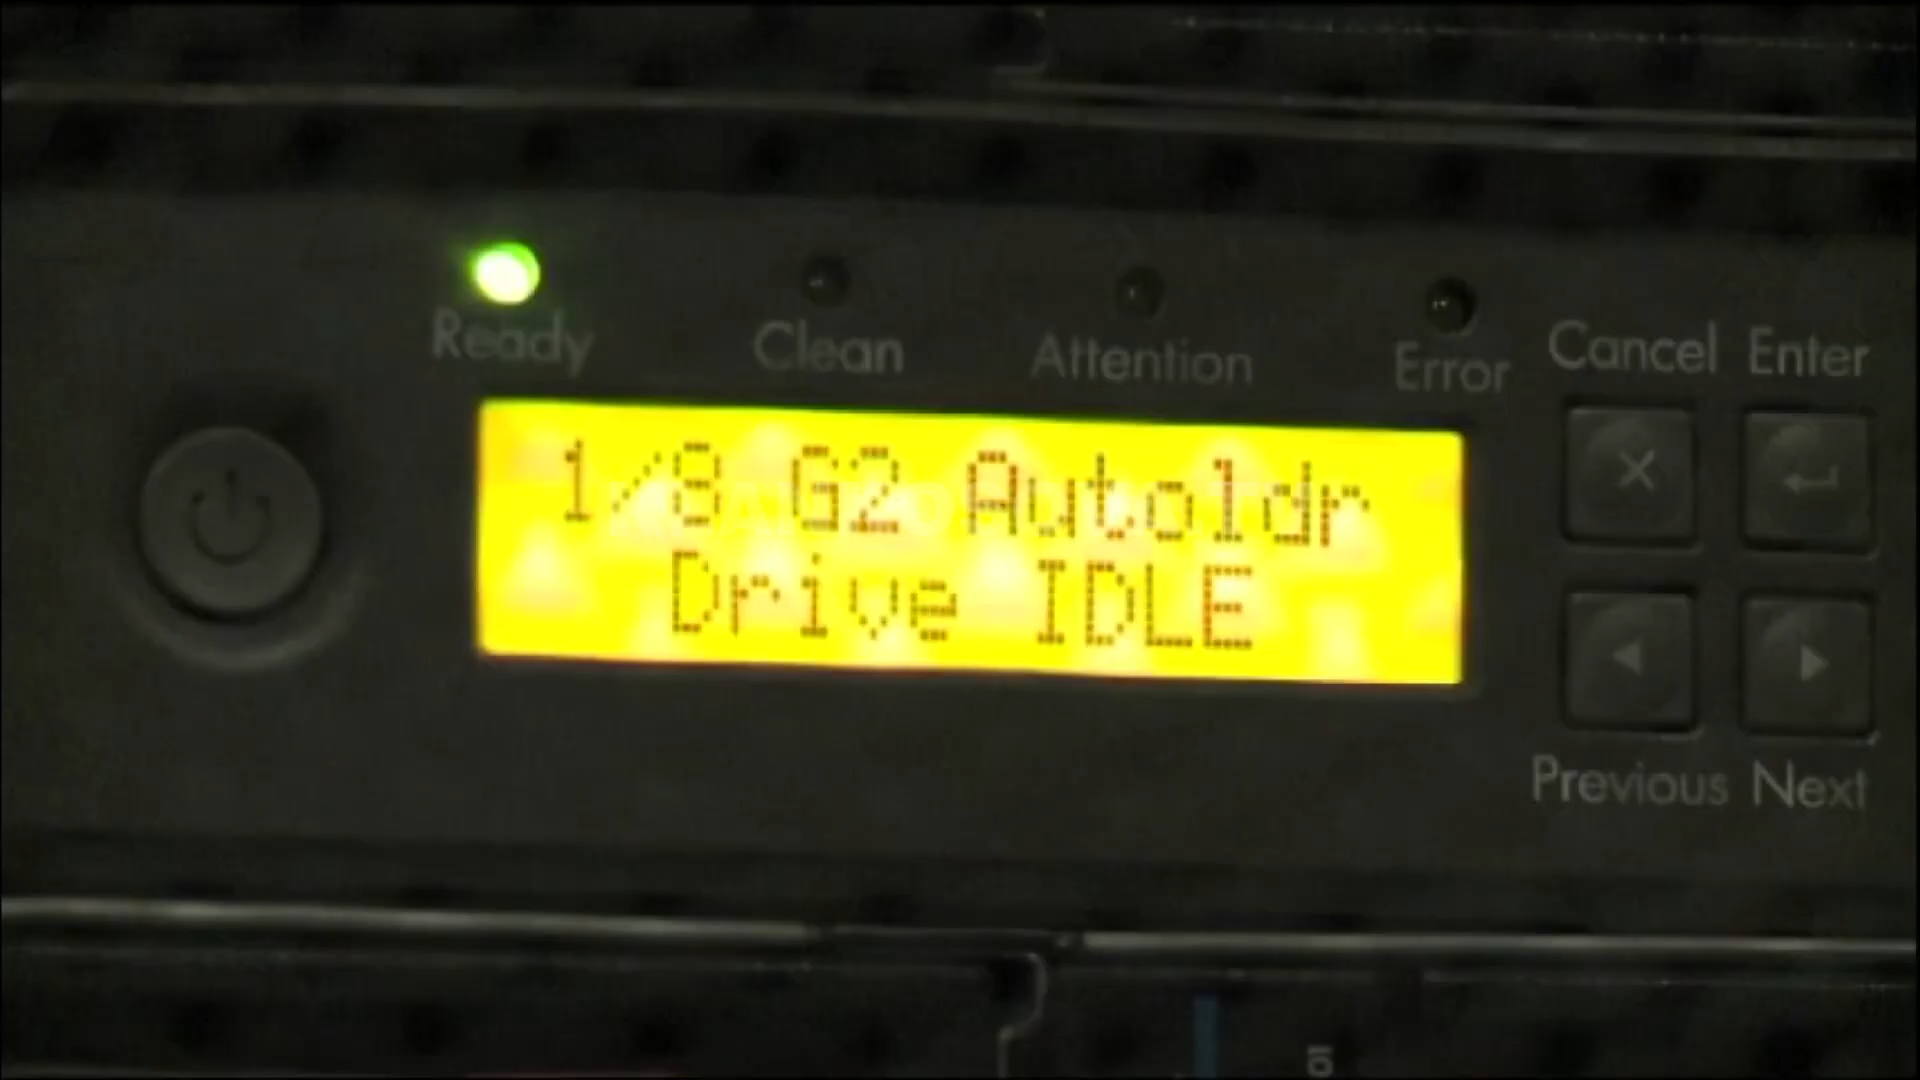 Ready Clean Attention Error Cancel Enter
1/8 G2 Autoldr
Drive IDLE
Previous Next